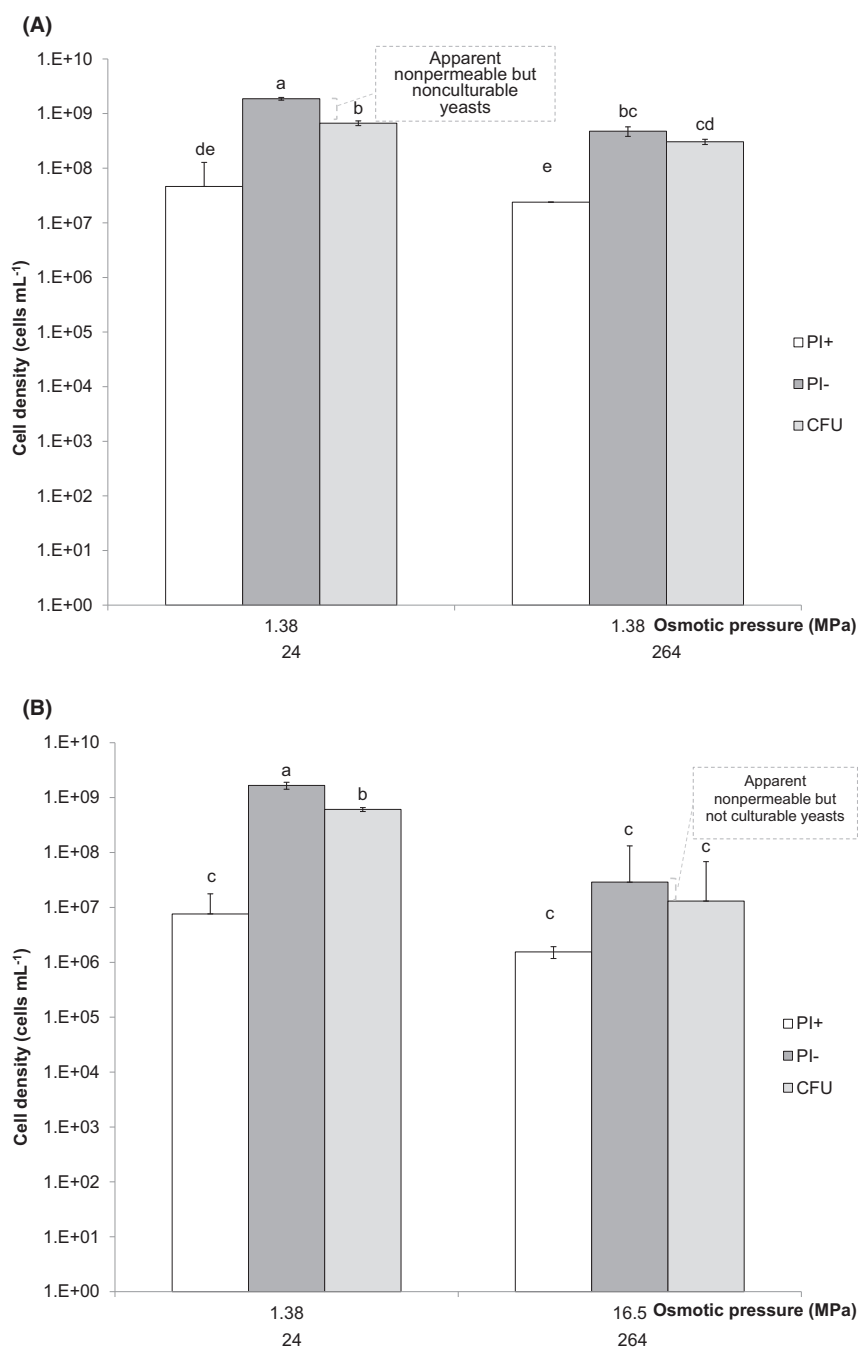 (A)
1.E+10
1.E+09
1.E+08
1.E+07
1.E+06
1.E+05
1.E+04
1.E+03
1.E+02
1.E+01
1.E+00
Cell density (cells mL-1)
Apparent
nonpermeable but
nonculturable
yeasts
de
a
b
e
bc
cd
PI+
PI-
CFU
1.38
1.38 Osmotic pressure (MPa)
24
264
(B)
1.E+10
1.E+09
1.E+08
1.E+07
1.E+06
1.E+05
1.E+04
1.E+03
1.E+02
1.E+01
1.E+00
Cell density (cells mL-1)
Apparent
nonpermeable but
not culturable yeasts
c
a
b
c
c
c
PI+
PI-
CFU
1.38
16.5 Osmotic pressure (MPa)
24
264